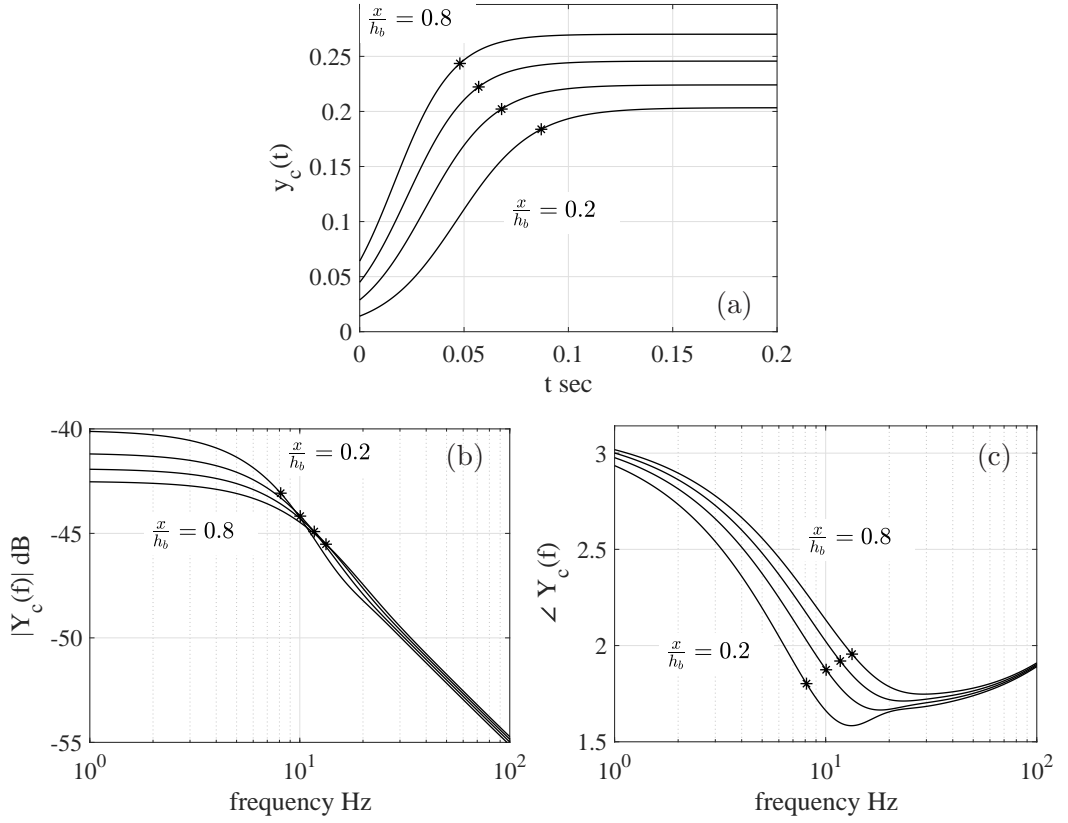 x/h_b = 0.8
0.25
0.2
0.15
0.1
0.05
0
y_c(t)
x/h_b = 0.2
(a)
0 0.05 0.1 0.15 0.2
t sec
-40
-45
-50
-55
|Y_c(f)| dB
x/h_b = 0.2
(b)
x/h_b = 0.8
10^0 10^1 10^2
frequency Hz
3
2.5
2
1.5
∠ Y_c(f)
(c)
x/h_b = 0.8
x/h_b = 0.2
10^0 10^1 10^2
frequency Hz